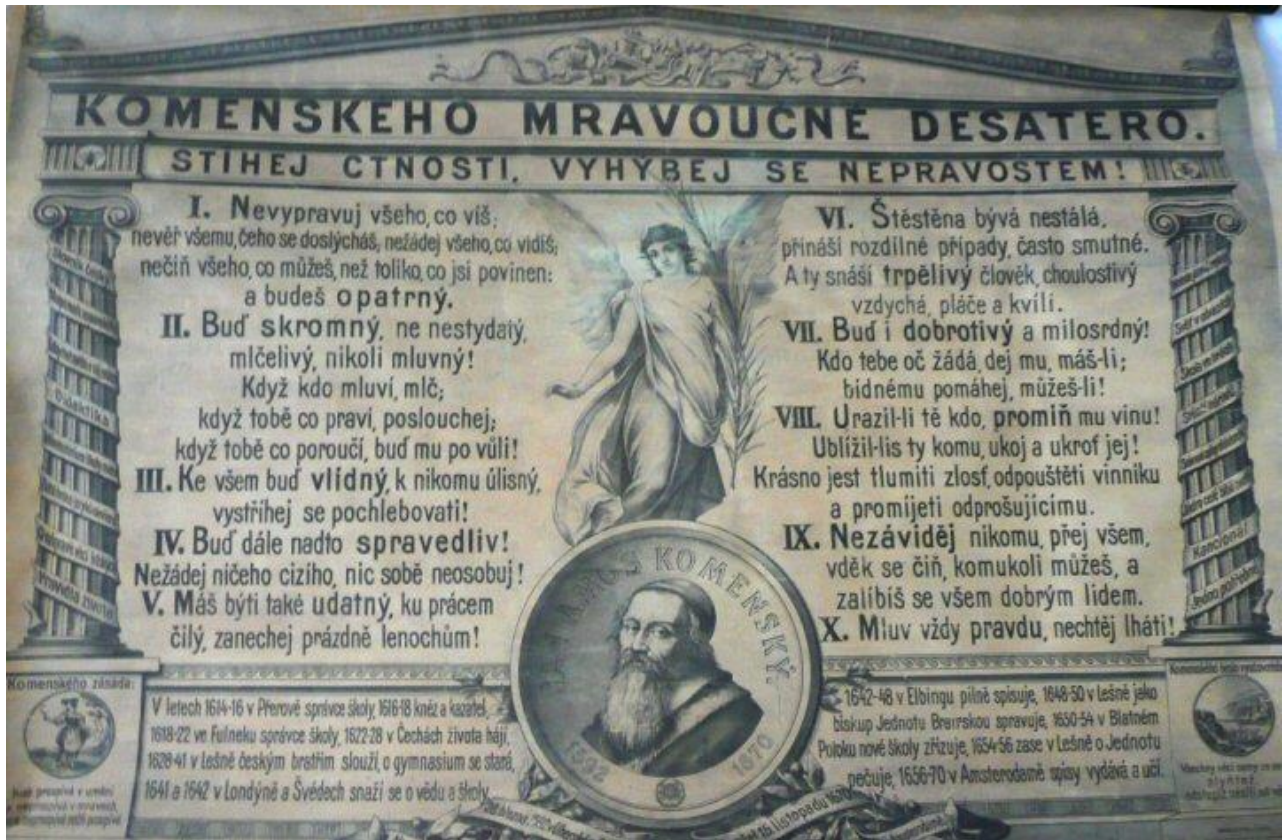 KOMENSKÉHO MRAVOUČNÉ DESATERO.
STÍHEJ CTNOSTI, VYHÝBEJ SE NEPRAVOSTEM!
I. Nevypravuj všeho, co víš;
nevěř všemu, čeho se doslýcháš, nežádej všeho, co vidíš;
nečiň všeho, co můžeš, než toliko, co jsi povinen:
a budeš opatrný.
II. Buď skromný, ne nestydatý,
mlčelivý, nikoli mluvný!
Když kdo mluví, mlč;
když tobě co praví, poslouchej;
když tobě co poroučí, buď mu po vůli!
III. Ke všem buď vlídný, k nikomu úlisný,
vystříhej se pochlebovati!
IV. Buď dále nadto spravedliv!
Nežádej ničeho cizího, nic sobě neosobuj!
V. Máš býti také udatný, ku prácem
čilý, zanechej prázdně lenochům!
VI. Štěstěna bývá nestálá,
přináší rozdílné případy, často smutné.
A ty snáší trpělivý člověk, choulostivý
vzdychá, pláče a kvílí.
VII. Buď i dobrotivý a milosrdný!
Kdo tebe oč žádá, dej mu, máš-li;
bídnému pomáhej, můžeš-li!
VIII. Urazil-li tě kdo, promiň mu vinu!
Ublížil-lis ty komu, ukoj a ukroť jej!
Krásno jest tlumiti zlosť, odpouštěti vinníku
a promíjeti odprošujícímu.
IX. Nezáviděj nikomu, přej všem,
vděk se čiň, komukoli můžeš, a
zalíbíš se všem dobrým lidem.
X. Mluv vždy pravdu, nechtěj lháti!
Didaktika
Kancionál
KOMENSKÝ
1592 1670
Komenského zásada:
V letech 1614-16 v Přerově správce školy, 1616-18 kněz a kazatel,
1618-22 ve Fulneku správce školy, 1622-28 v Čechách života hájí,
1628-41 v Lešně českým bratřím slouží, o gymnasium se stará,
1641 a 1642 v Londýně a Švédech snaží se o vědu a školy,
1642-48 v Elbingu pilně spisuje, 1648-50 v Lešně jako
biskup Jednotu Bratrskou spravuje, 1650-54 v Blatném
Potoku nové školy zřizuje, 1654-56 zase v Lešně o Jednotu
pečuje, 1656-70 v Amsterodamě spisy vydává a učí.